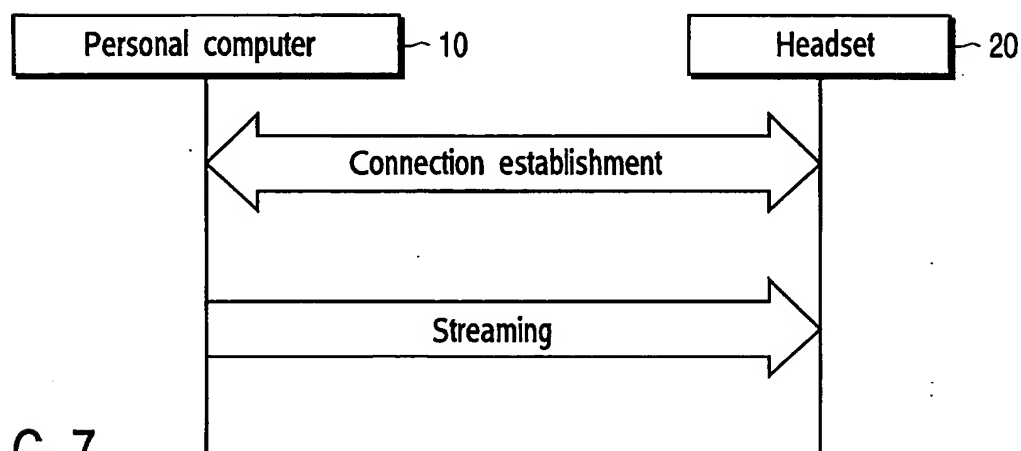 Personal computer 10
Headset 20
Connection establishment
Streaming